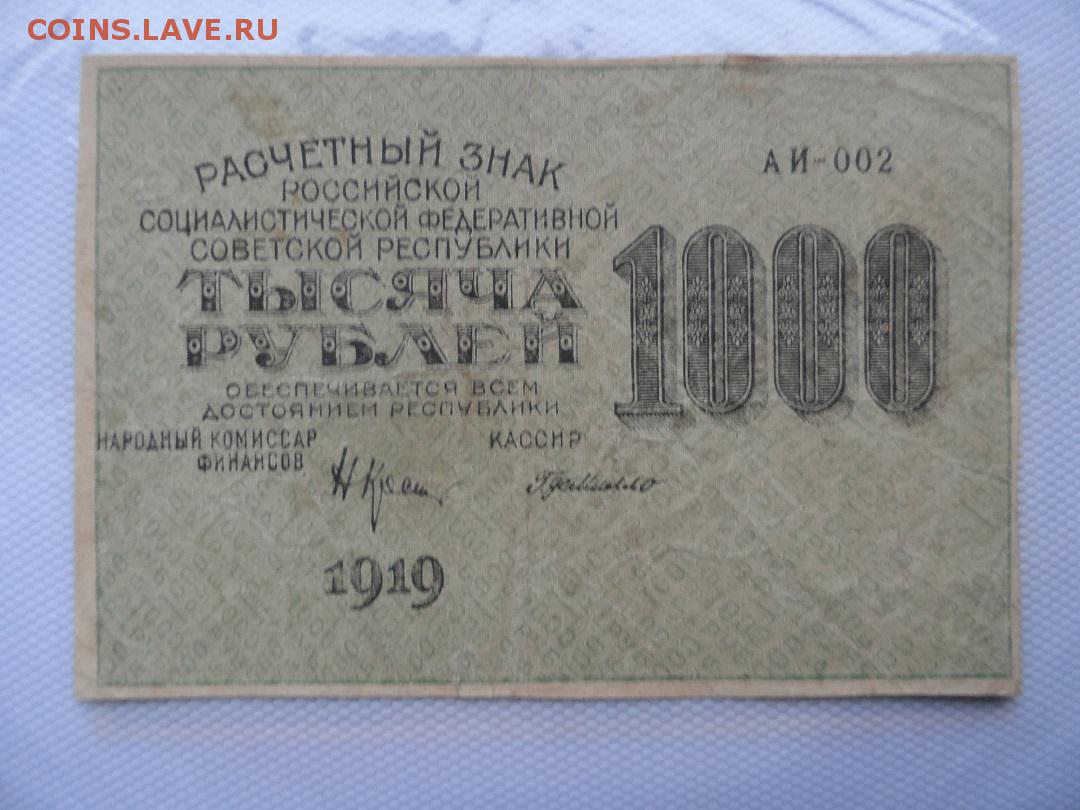 COINS.LAVE.RU
РАСЧЕТНЫЙ ЗНАК
РОССИЙСКОЙ
СОЦИАЛИСТИЧЕСКОЙ ФЕДЕРАТИВНОЙ
СОВЕТСКОЙ РЕСПУБЛИКИ
ТЫСЯЧА
РУБЛЕЙ
ОБЕСПЕЧИВАЕТСЯ ВСЕМ
ДОСТОЯНИЕМ РЕСПУБЛИКИ
НАРОДНЫЙ КОМИССАР
ФИНАНСОВ
КАССИР
1919
АИ-002
1000